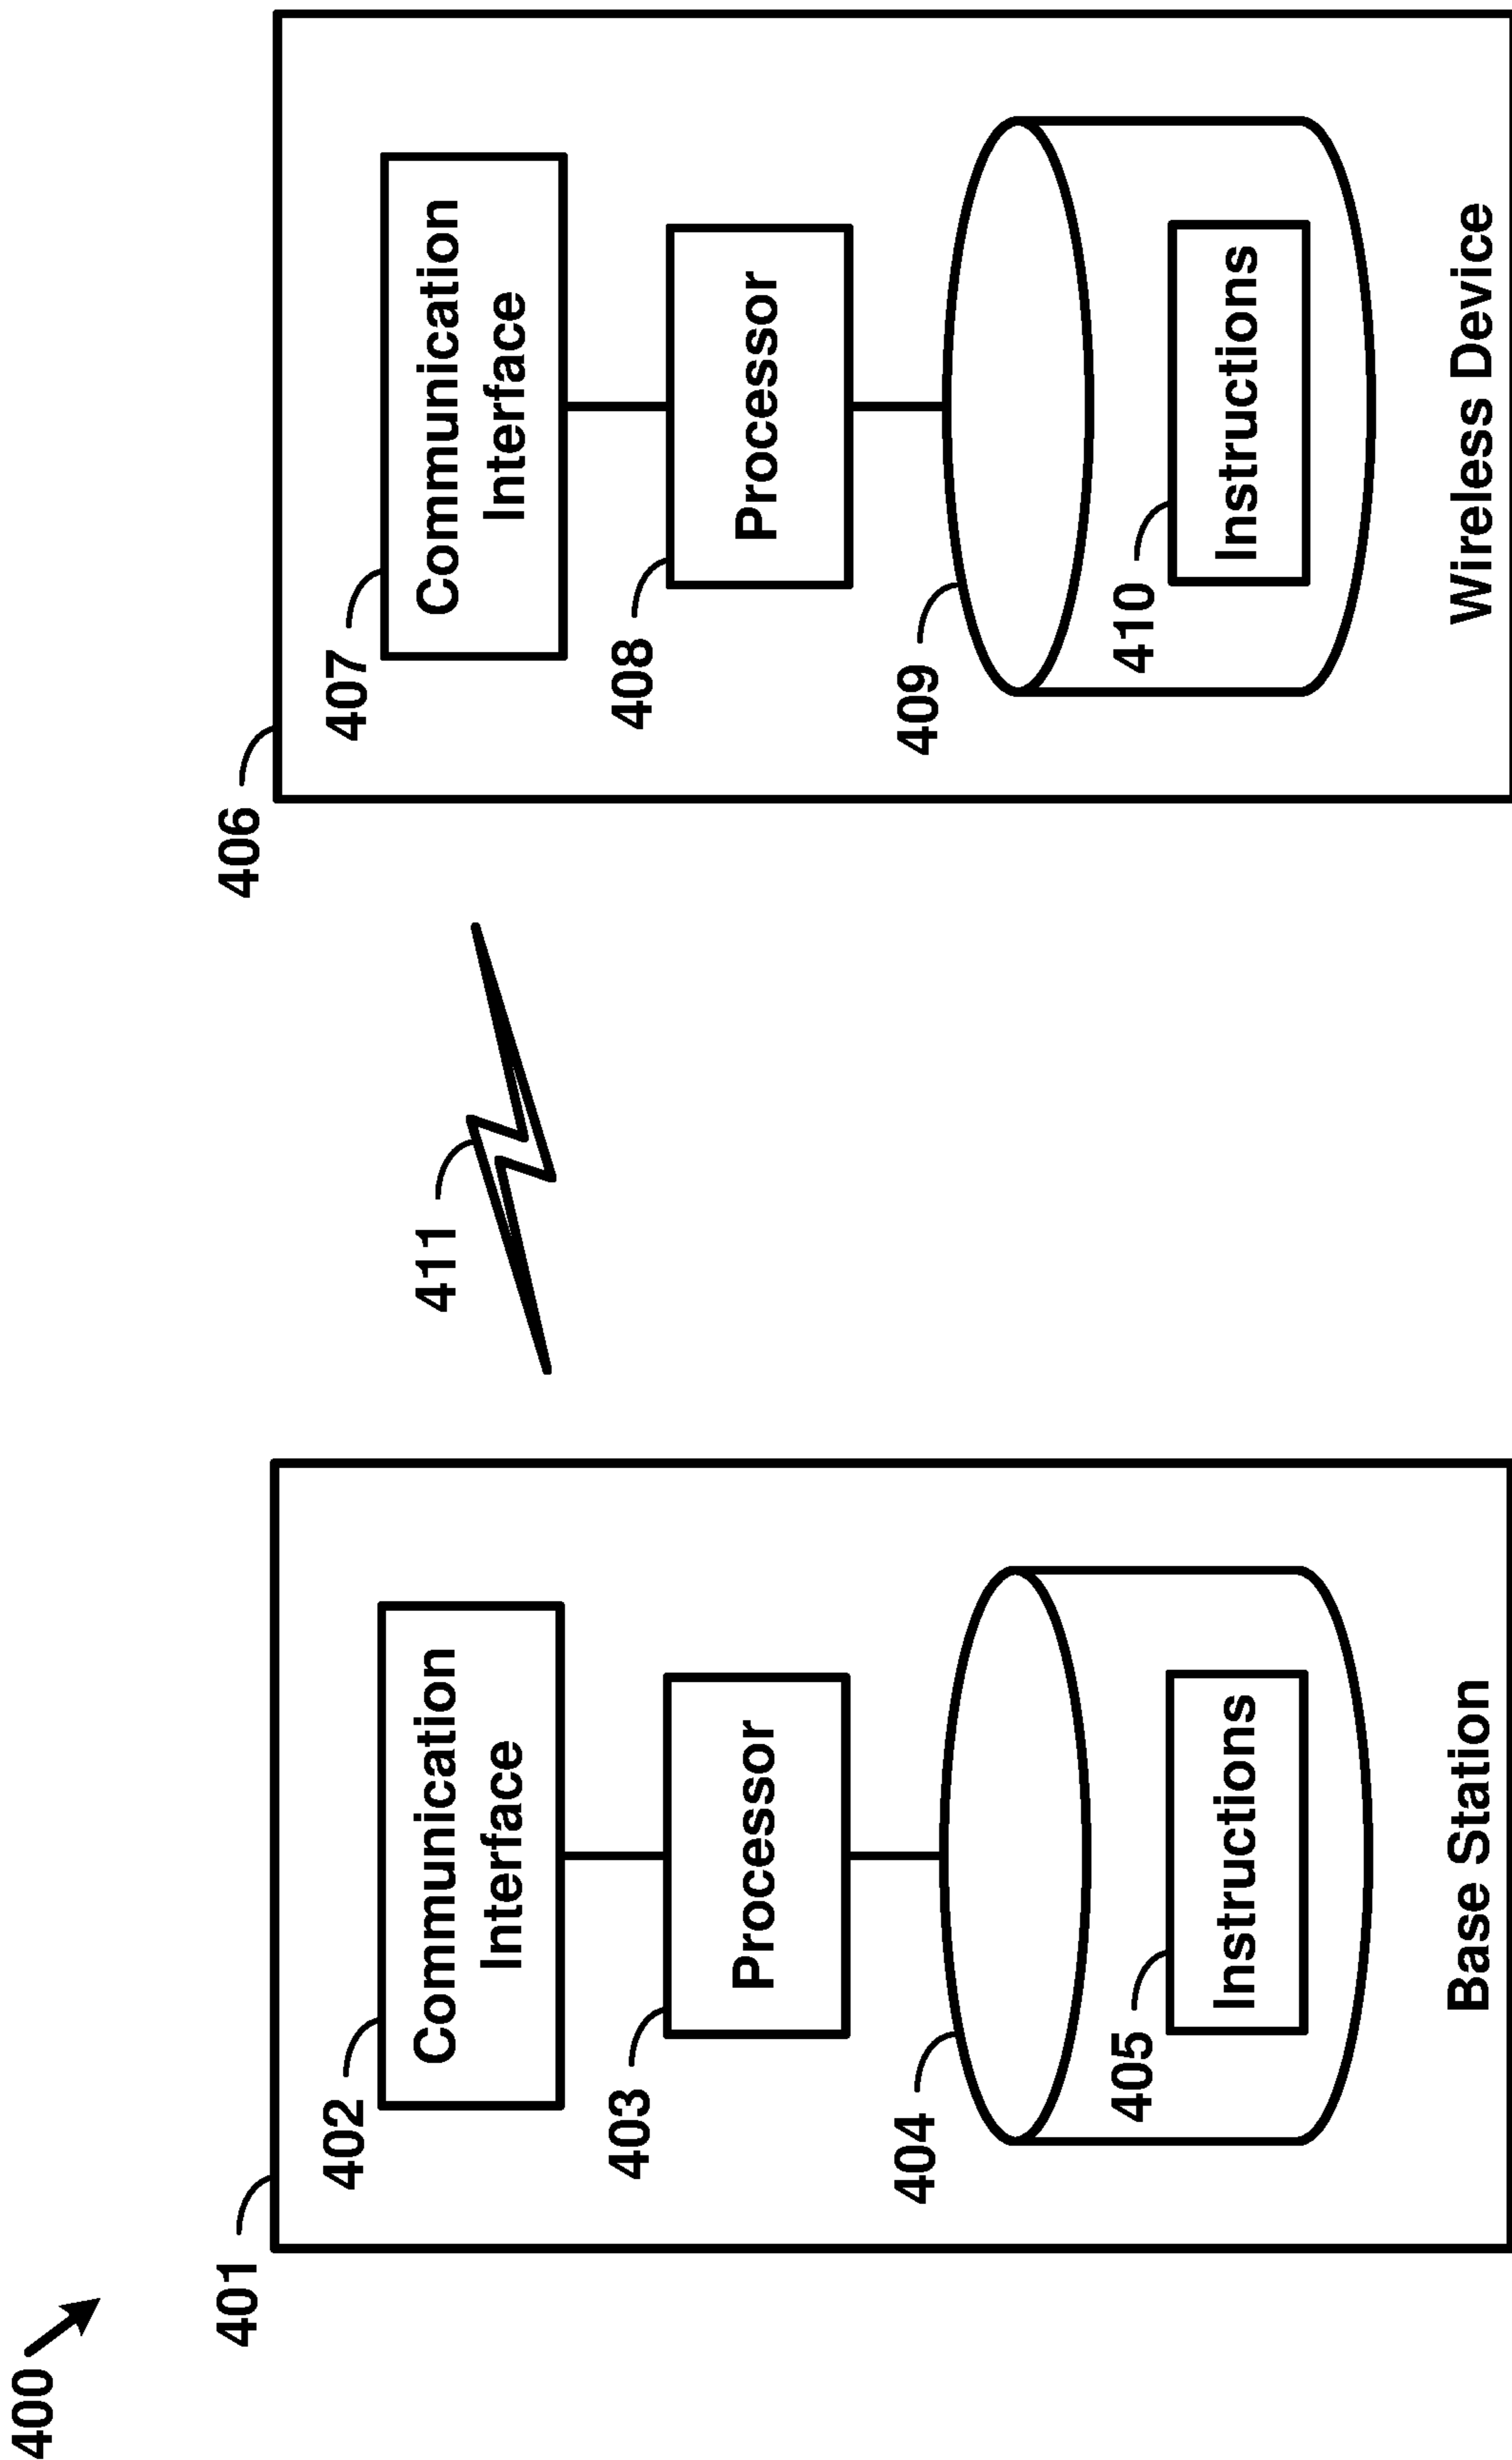 400
401
402
Communication
Interface
403
Processor
404
405
Instructions
Base Station
411
406
407
Communication
Interface
408
Processor
409
410
Instructions
Wireless Device